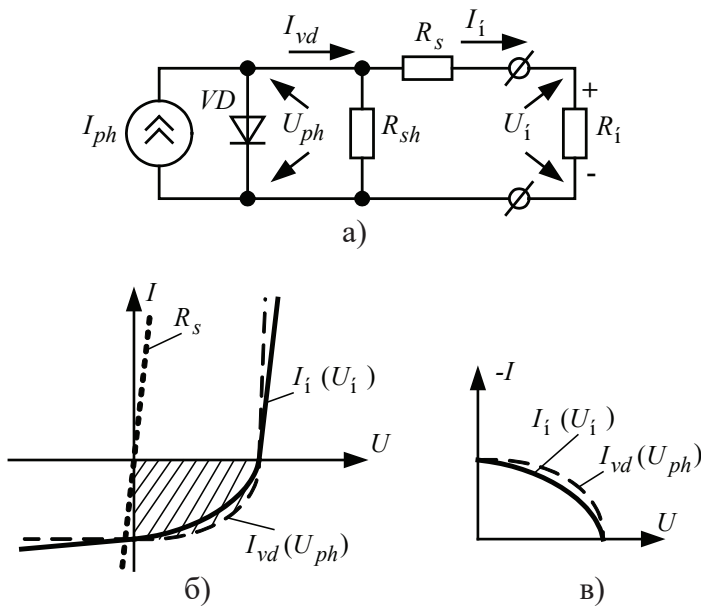 I_vd R_s I_í
I_ph VD U_ph R_sh U_í + R_í -
а)
I R_s
I_í (U_í)
U
I_vd (U_ph)
б)
-I
I_í (U_í)
I_vd (U_ph)
U
в)